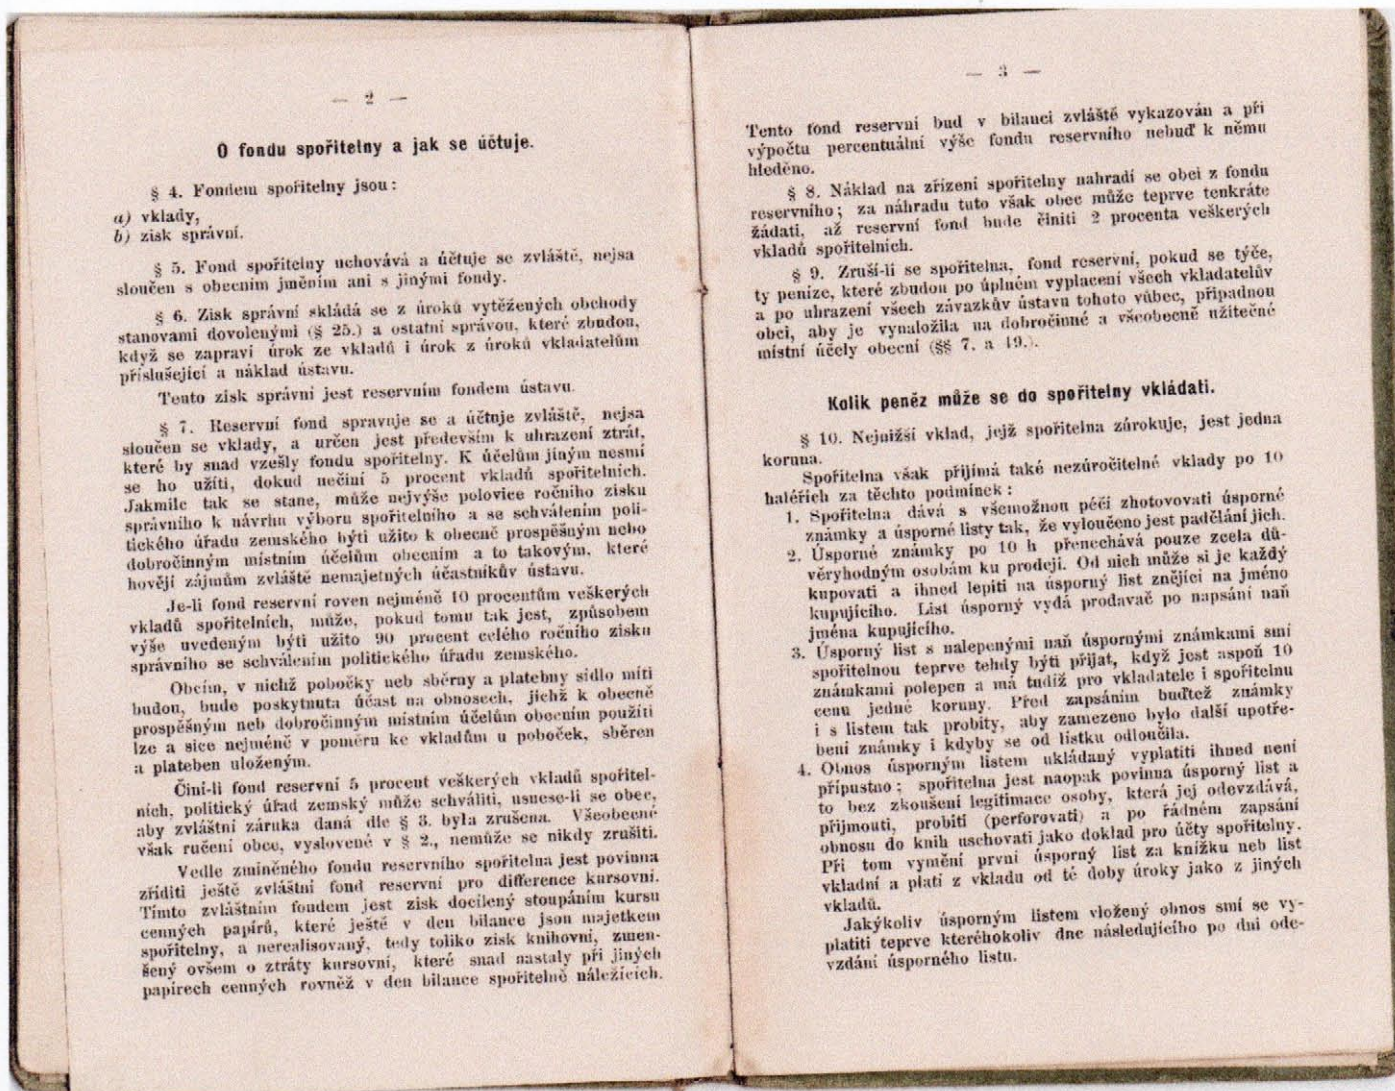 — 2 —
O fondu spořitelny a jak se účtuje.
§ 4. Fondem spořitelny jsou:
a) vklady,
b) zisk správní.
§ 5. Fond spořitelny uchovává a účtuje se zvláště, nejsa
sloučen s obecním jměním ani s jinými fondy.
§ 6. Zisk správní skládá se z úroků vytěžených obchody
stanovami dovolenými (§ 25.) a ostatní správou, které zbudou,
když se zapraví úrok ze vkladů i úrok z úroků vkladatelům
příslušející a náklad ústavu.
Tento zisk správní jest reservním fondem ústavu.
§ 7. Reservní fond spravuje se a účtuje zvláště, nejsa
sloučen se vklady, a určen jest především k uhrazení ztrát,
které by snad vzešly fondu spořitelny. K účelům jiným nesmí
se ho užíti, dokud nečiní 5 procent vkladů spořitelních.
Jakmile tak se stane, může nejvýše polovice ročního zisku
správního k návrhu výboru spořitelního a se schválením poli-
tického úřadu zemského býti užito k obecně prospěšným nebo
dobročinným místním účelům obecním a to takovým, které
hovějí zájmům zvláště nemajetných účastníkův ústavu.
Je-li fond reservní roven nejméně 10 procentům veškerých
vkladů spořitelních, může, pokud tomu tak jest, způsobem
výše uvedeným býti užito 90 procent celého ročního zisku
správního se schválením politického úřadu zemského.
Obcím, v nichž pobočky neb sběrny a platebny sídlo míti
budou, bude poskytnuta účast na obnosech, jichž k obecně
prospěšným neb dobročinným místním účelům obecním použíti
lze a sice nejméně v poměru ke vkladům u poboček, sběren
a plateben uloženým.
Činí-li fond reservní 5 procent veškerých vkladů spořitel-
ních, politický úřad zemský může schváliti, usnese-li se obec,
aby zvláštní záruka daná dle § 3. byla zrušena. Všeobecné
však ručení obce, vyslovené v § 2., nemůže se nikdy zrušiti.
Vedle zmíněného fondu reservního spořitelna jest povinna
zříditi ještě zvláštní fond reservní pro difference kursovní.
Tímto zvláštním fondem jest zisk docílený stoupáním kursu
cenných papírů, které ještě v den bilance jsou majetkem
spořitelny, a nerealisovaný, tedy toliko zisk knihovní, zmen-
šený ovšem o ztráty kursovní, které snad nastaly při jiných
papírech cenných rovněž v den bilance spořitelně náležících.
— 3 —
Tento fond reservní bud v bilanci zvláště vykazován a při
výpočtu percentuální výše fondu reservního nebuď k němu
hleděno.
§ 8. Náklad na zřízení spořitelny nahradí se obci z fondu
reservního; za náhradu tuto však obec může teprve tenkráte
žádati, až reservní fond bude činiti 2 procenta veškerých
vkladů spořitelních.
§ 9. Zruší-li se spořitelna, fond reservní, pokud se týče,
ty peníze, které zbudou po úplném vyplacení všech vkladatelův
a po uhrazení všech závazkův ústavu tohoto vůbec, připadnou
obci, aby je vynaložila na dobročinné a všeobecně užitečné
místní účely obecní (§§ 7. a 49.).
Kolik peněz může se do spořitelny vkládati.
§ 10. Nejnižší vklad, jejž spořitelna zúrokuje, jest jedna
koruna.
Spořitelna však přijímá také nezúročitelné vklady po 10
haléřích za těchto podmínek:
1. Spořitelna dává s všemožnou péčí zhotovovati úsporné
známky a úsporné listy tak, že vyloučeno jest padělání jich.
2. Úsporné známky po 10 h přenechává pouze zcela dů-
věryhodným osobám ku prodeji. Od nich může si je každý
kupovati a ihned lepiti na úsporný list znějící na jméno
kupujícího. List úsporný vydá prodavač po napsání naň
jména kupujícího.
3. Úsporný list s nalepenými naň úspornými známkami smí
spořitelnou teprve tehdy býti přijat, když jest aspoň 10
známkami polepen a má tudíž pro vkladatele i spořitelnu
cenu jedné koruny. Před zapsáním buďtež známky
i s listem tak probity, aby zamezeno bylo další upotře-
bení známky i kdyby se od lístku odloučila.
4. Obnos úsporným listem ukládaný vyplatiti ihned není
přípustno; spořitelna jest naopak povinna úsporný list a
to bez zkoušení legitimace osoby, která jej odevzdává,
přijmouti, probiti (perforovati) a po řádném zapsání
obnosu do knih uschovati jako doklad pro účty spořitelny.
Při tom vymění první úsporný list za knížku neb list
vkladní a platí z vkladu od té doby úroky jako z jiných
vkladů.
Jakýkoliv úsporným listem vložený obnos smí se vy-
platiti teprve kteréhokoliv dne následujícího po dni ode-
vzdání úsporného listu.